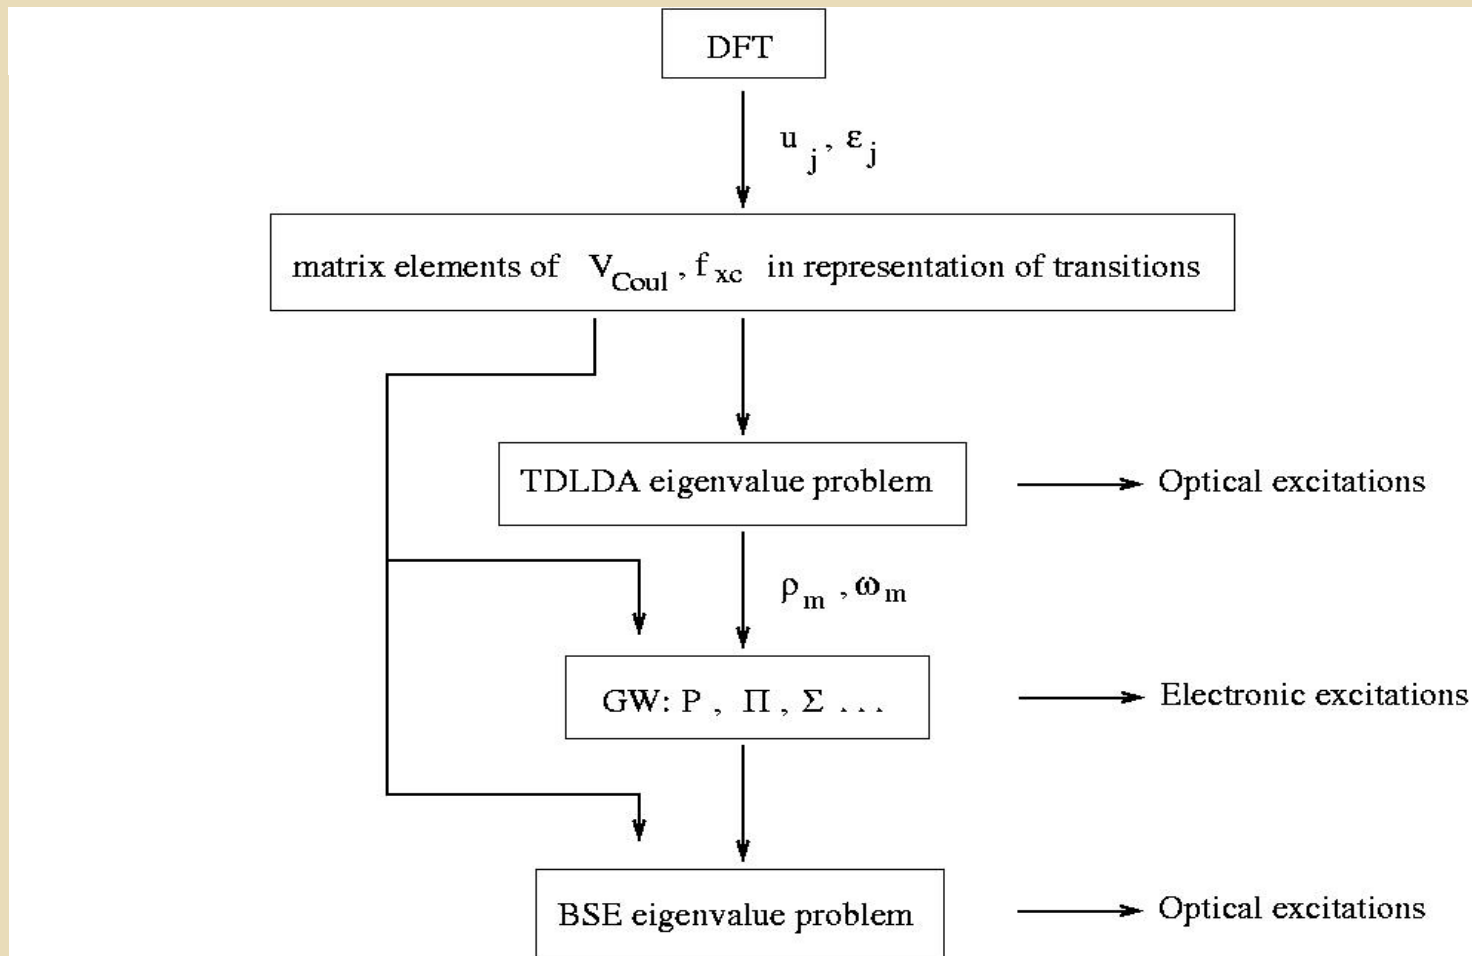 DFT
u j , ε j
matrix elements of V Coul , f xc in representation of transitions
TDLDA eigenvalue problem
Optical excitations
ρ m , ω m
GW: P , Π , Σ . . .
Electronic excitations
BSE eigenvalue problem
Optical excitations